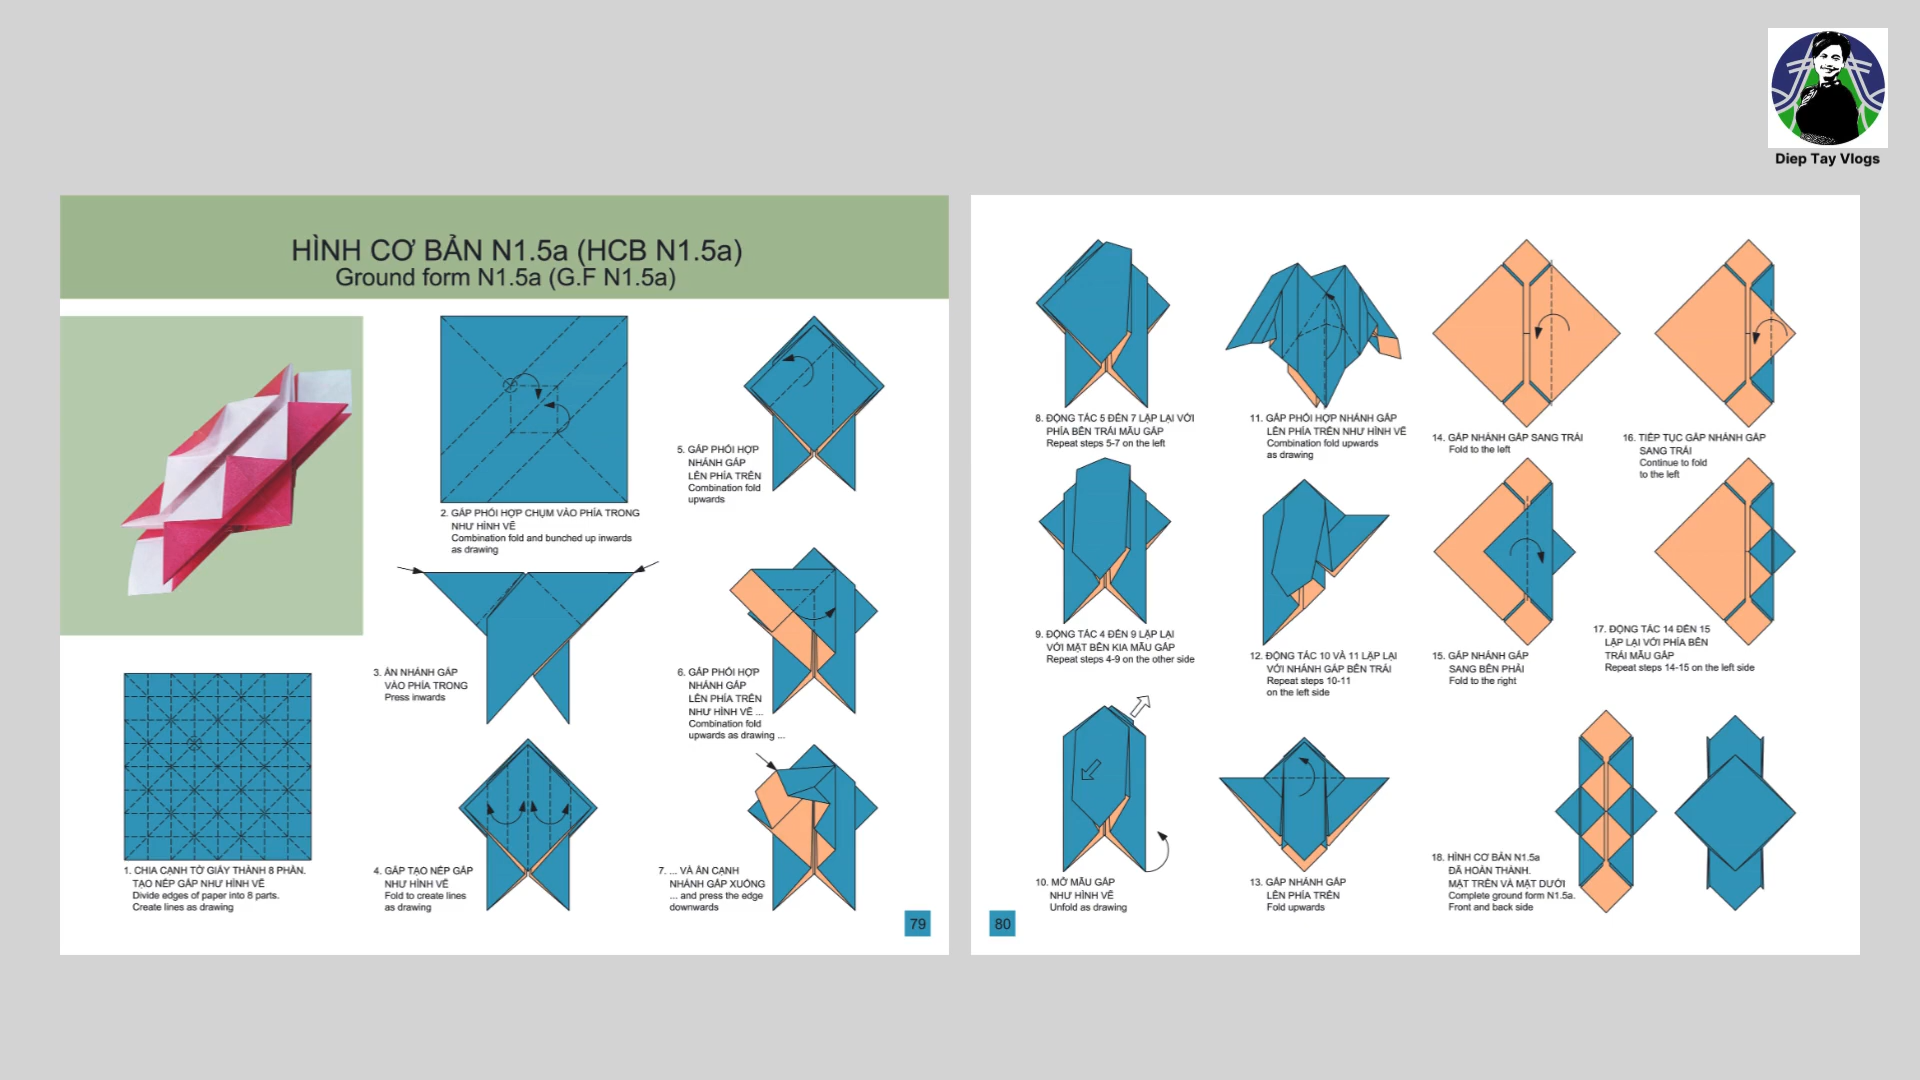 Diep Tay Vlogs
HÌNH CƠ BẢN N1.5a (HCB N1.5a)
Ground form N1.5a (G.F N1.5a)
1. CHIA CẠNH TỜ GIẤY THÀNH 8 PHẦN.
TẠO NẾP GẤP NHƯ HÌNH VẼ
Divide edges of paper into 8 parts.
Create lines as drawing
2. GẤP PHỐI HỢP CHỤM VÀO PHÍA TRONG
NHƯ HÌNH VẼ
Combination fold and bunched up inwards
as drawing
3. ẤN NHÁNH GẤP
VÀO PHÍA TRONG
Press inwards
4. GẤP TẠO NẾP GẤP
NHƯ HÌNH VẼ
Fold to create lines
as drawing
5. GẤP PHỐI HỢP
NHÁNH GẤP
LÊN PHÍA TRÊN
Combination fold
upwards
6. GẤP PHỐI HỢP
NHÁNH GẤP
LÊN PHÍA TRÊN
NHƯ HÌNH VẼ ...
Combination fold
upwards as drawing ...
7. ... VÀ ẤN CẠNH
NHÁNH GẤP XUỐNG
... and press the edge
downwards
79
8. ĐỘNG TÁC 5 ĐẾN 7 LẶP LẠI VỚI
PHÍA BÊN TRÁI MẪU GẤP
Repeat steps 5-7 on the left
9. ĐỘNG TÁC 4 ĐẾN 9 LẶP LẠI
VỚI MẶT BÊN KIA MẪU GẤP
Repeat steps 4-9 on the other side
10. MỞ MẪU GẤP
NHƯ HÌNH VẼ
Unfold as drawing
11. GẤP PHỐI HỢP NHÁNH GẤP
LÊN PHÍA TRÊN NHƯ HÌNH VẼ
Combination fold upwards
as drawing
12. ĐỘNG TÁC 10 VÀ 11 LẶP LẠI
VỚI NHÁNH GẤP BÊN TRÁI
Repeat steps 10-11
on the left side
13. GẤP NHÁNH GẤP
LÊN PHÍA TRÊN
Fold upwards
14. GẤP NHÁNH GẤP SANG TRÁI
Fold to the left
15. GẤP NHÁNH GẤP
SANG BÊN PHẢI
Fold to the right
16. TIẾP TỤC GẤP NHÁNH GẤP
SANG TRÁI
Continue to fold
to the left
17. ĐỘNG TÁC 14 ĐẾN 15
LẶP LẠI VỚI PHÍA BÊN
TRÁI MẪU GẤP
Repeat steps 14-15 on the left side
18. HÌNH CƠ BẢN N1.5a
ĐÃ HOÀN THÀNH.
MẶT TRÊN VÀ MẶT DƯỚI
Complete ground form N1.5a.
Front and back side
80